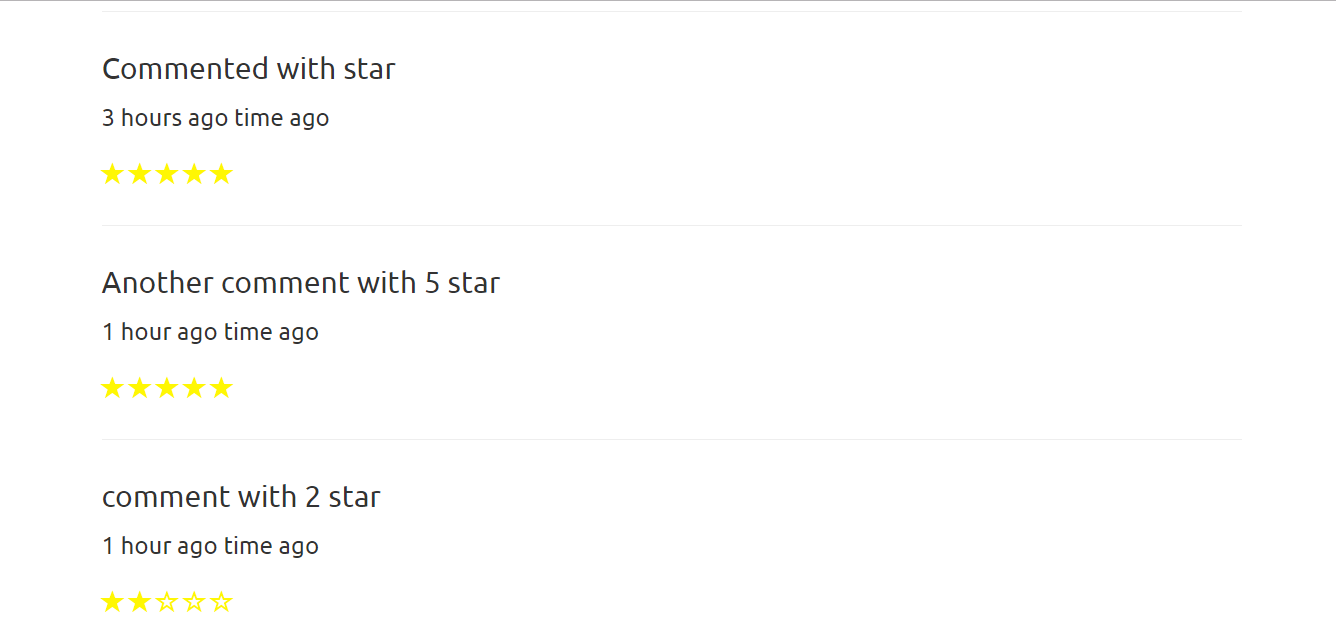 Commented with star
3 hours ago time ago
★★★★★
Another comment with 5 star
1 hour ago time ago
★★★★★
comment with 2 star
1 hour ago time ago
★★☆☆☆